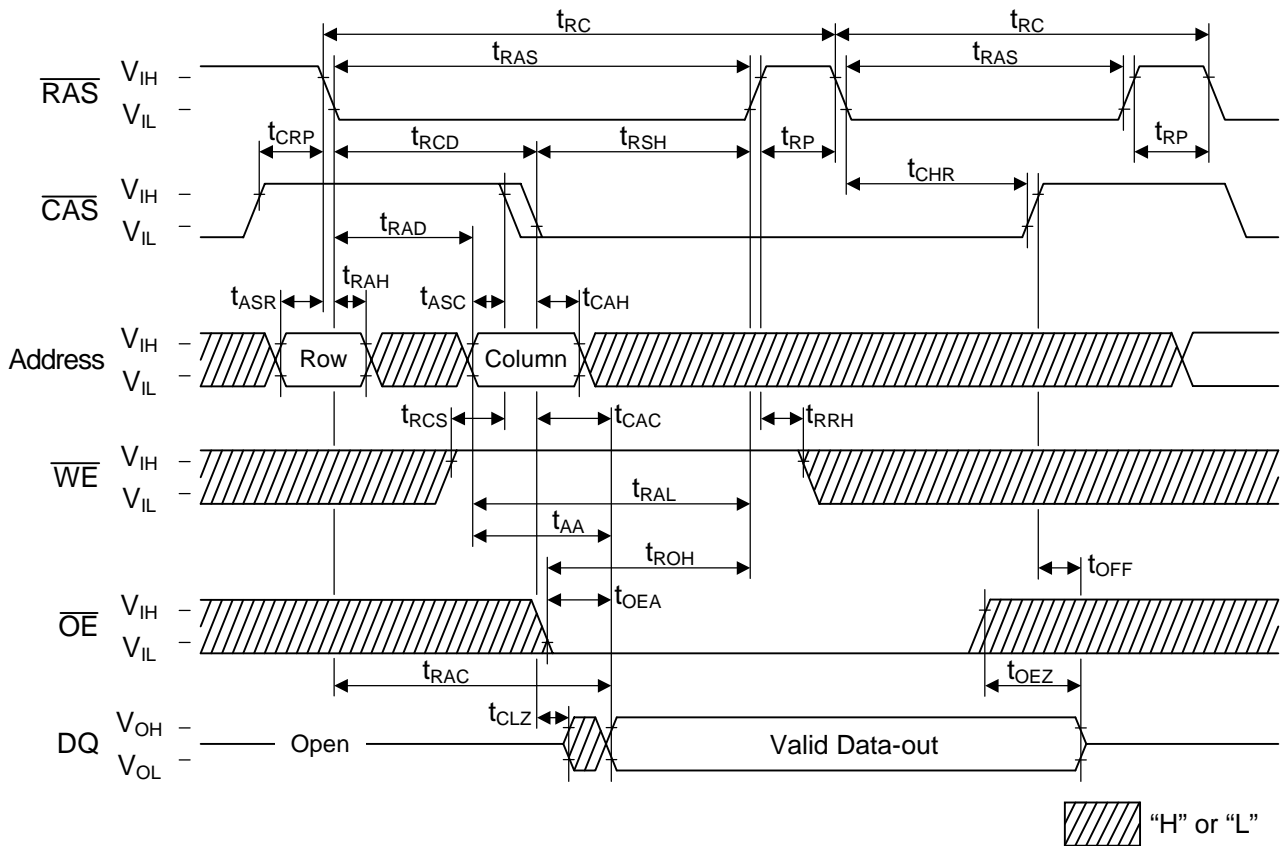 tRC tRC
tRAS tRAS
RAS VIH
VIL
tCRP tRCD tRSH tRP tRP
tCHR
CAS VIH
VIL
tRAD
tRAH
tASR tASC tCAH
Address VIH
VIL
Row Column
tRCS tCAC tRRH
WE VIH
VIL
tRAL
tAA
tROH
tOFF
tOEA
OE VIH
VIL
tRAC tOEZ
tCLZ
DQ VOH
VOL
Open Valid Data-out
“H” or “L”